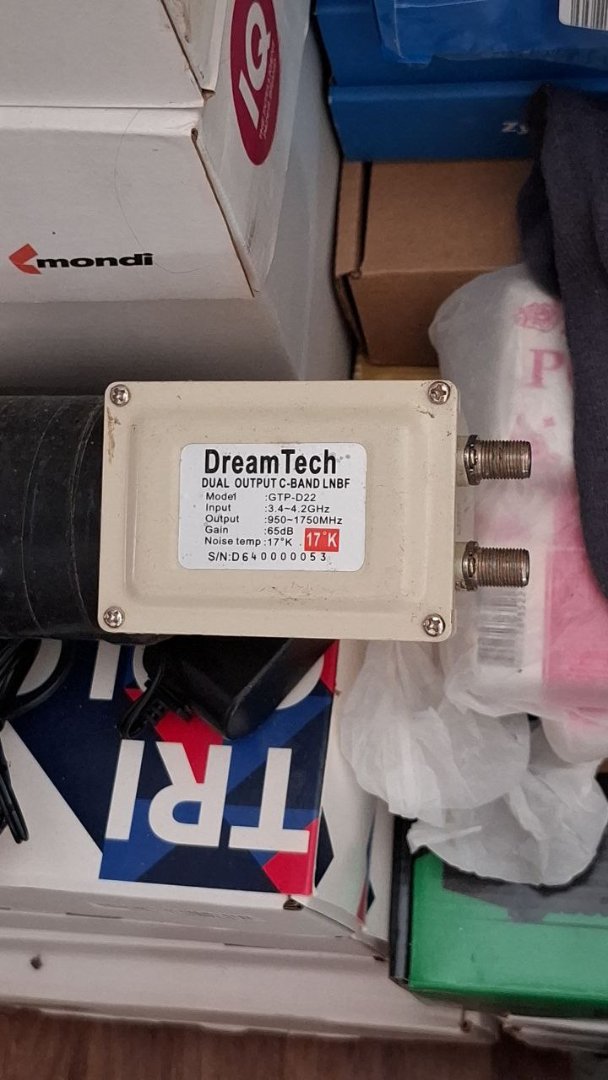 IQ
mondi
DreamTech
DUAL OUTPUT C-BAND LNBF
Model :GTP-D22
Input :3.4~4.2GHz
Output :950~1750MHz
Gain :65dB
Noise temp :17°K 17°K
S/N:D640000053
TRI